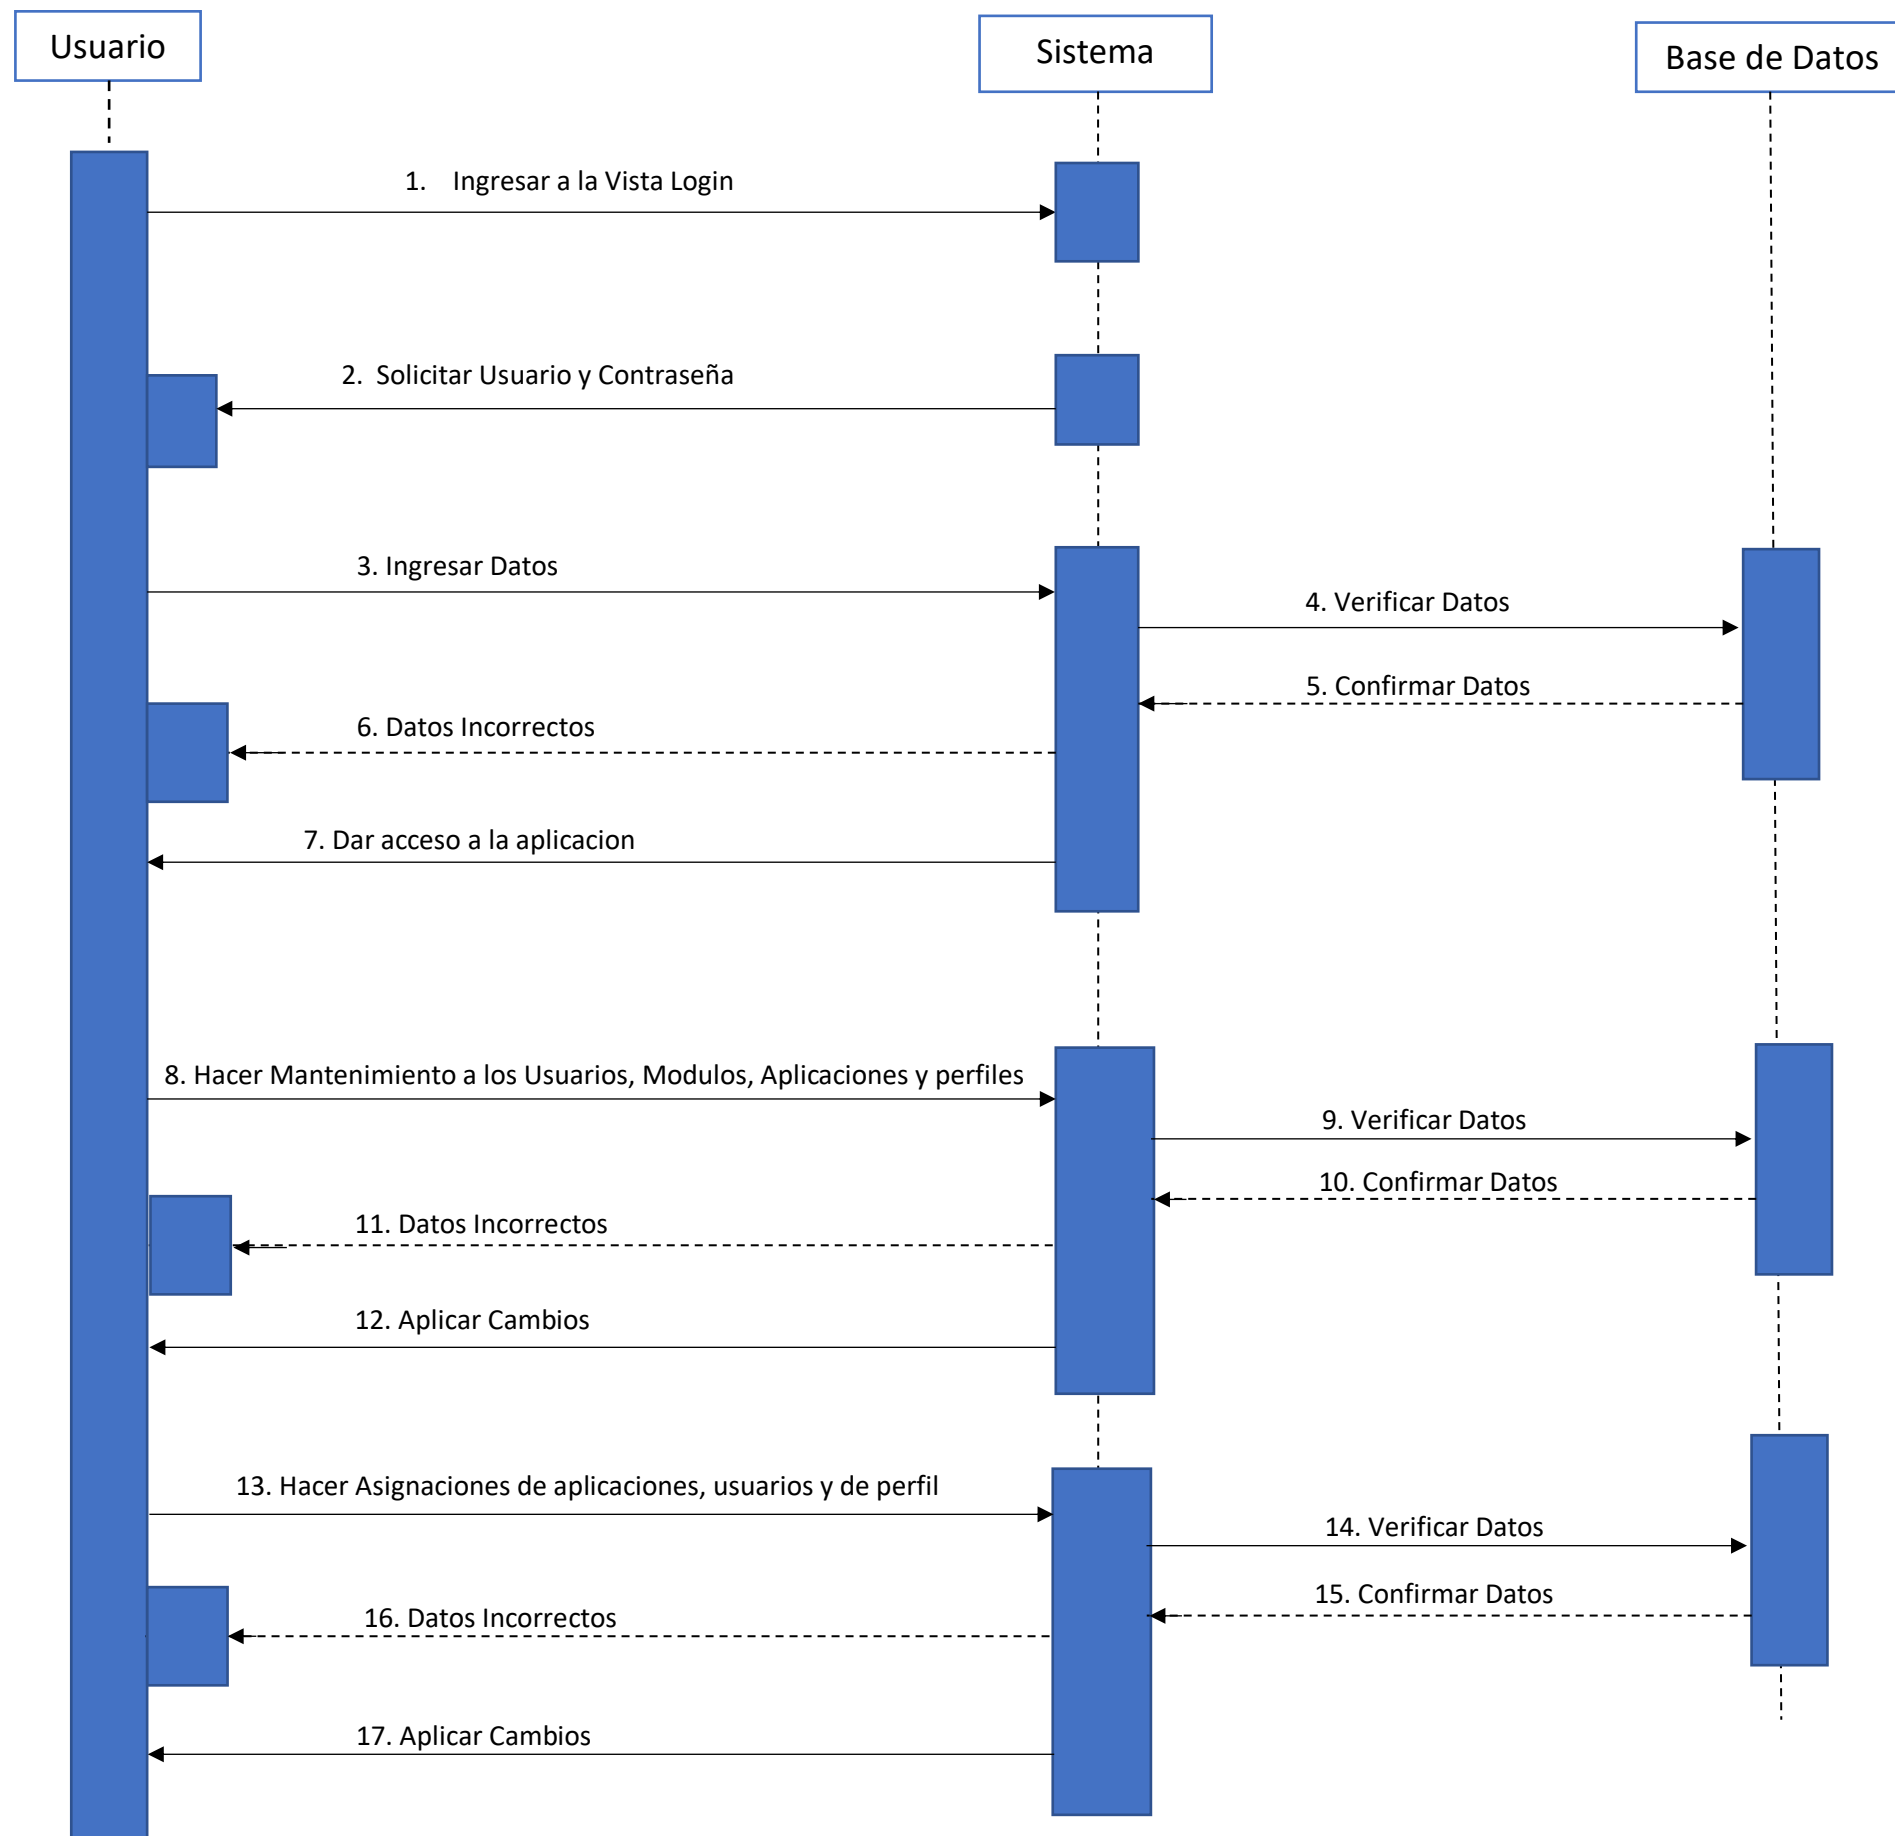 Usuario
Sistema
Base de Datos
1. Ingresar a la Vista Login
2. Solicitar Usuario y Contraseña
3. Ingresar Datos
4. Verificar Datos
5. Confirmar Datos
6. Datos Incorrectos
7. Dar acceso a la aplicacion
8. Hacer Mantenimiento a los Usuarios, Modulos, Aplicaciones y perfiles
9. Verificar Datos
10. Confirmar Datos
11. Datos Incorrectos
12. Aplicar Cambios
13. Hacer Asignaciones de aplicaciones, usuarios y de perfil
14. Verificar Datos
15. Confirmar Datos
16. Datos Incorrectos
17. Aplicar Cambios